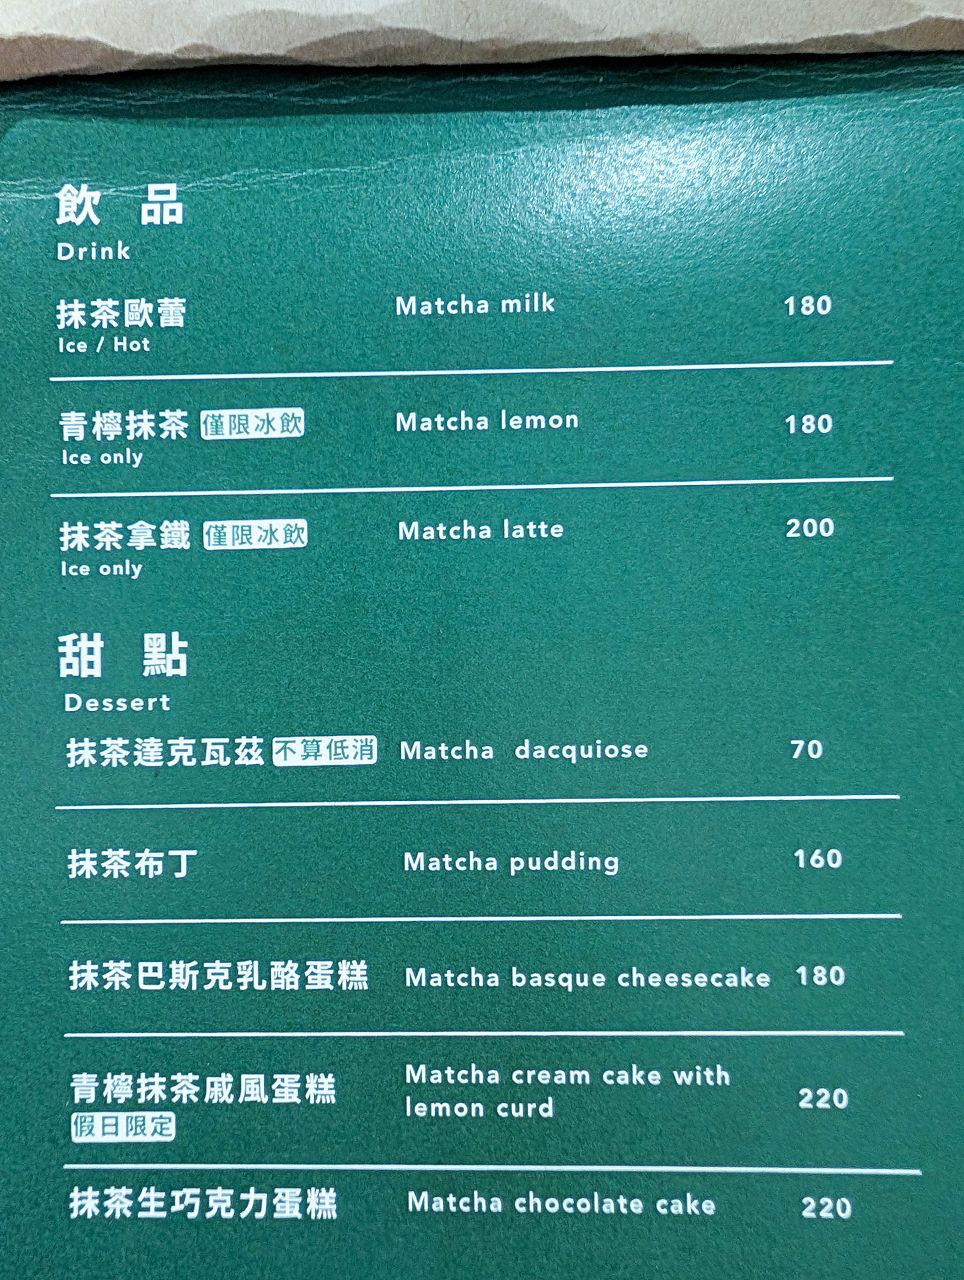 飲品
Drink
抹茶歐蕾 Matcha milk 180
Ice / Hot
青檸抹茶 僅限冰飲 Matcha lemon 180
Ice only
抹茶拿鐵 僅限冰飲 Matcha latte 200
Ice only
甜點
Dessert
抹茶達克瓦茲 不算低消 Matcha dacquiose 70
抹茶布丁 Matcha pudding 160
抹茶巴斯克乳酪蛋糕 Matcha basque cheesecake 180
青檸抹茶戚風蛋糕 Matcha cream cake with
lemon curd 220
假日限定
抹茶生巧克力蛋糕 Matcha chocolate cake 220